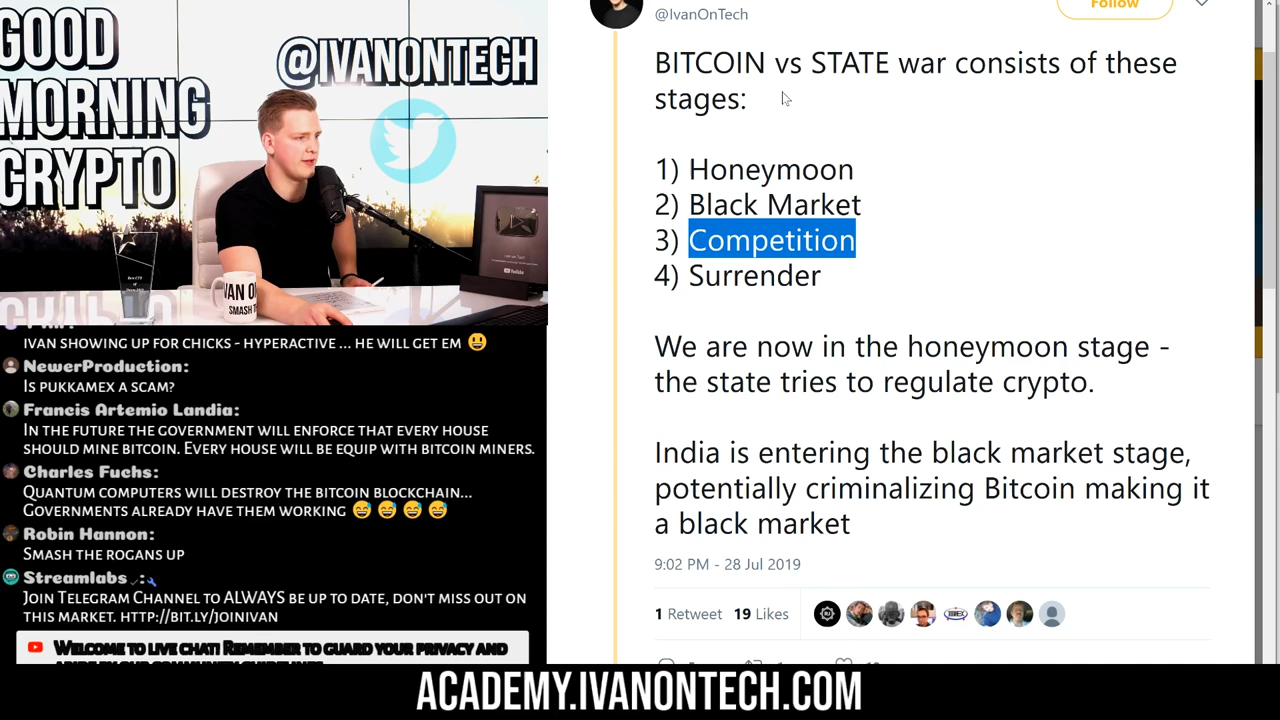 GOOD
MORNING
CRYPTO
@IVANONTECH
IVAN ON
SMASH TH
IVAN SHOWING UP FOR CHICKS - HYPERACTIVE ... HE WILL GET EM 😃
NewerProduction:
IS PUKKAMEX A SCAM?
Francis Artemio Landia:
IN THE FUTURE THE GOVERNMENT WILL ENFORCE THAT EVERY HOUSE
SHOULD MINE BITCOIN. EVERY HOUSE WILL BE EQUIP WITH BITCOIN MINERS.
Charles Fuchs:
QUANTUM COMPUTERS WILL DESTROY THE BITCOIN BLOCKCHAIN...
GOVERNMENTS ALREADY HAVE THEM WORKING 😅 😅 😅 😅
Robin Hannon:
SMASH THE ROGANS UP
Streamlabs ✓:🔧
JOIN TELEGRAM CHANNEL TO ALWAYS BE UP TO DATE, DON'T MISS OUT ON
THIS MARKET. HTTP://BIT.LY/JOINIVAN
WELCOME TO LIVE CHAT! REMEMBER TO GUARD YOUR PRIVACY AND
@IvanOnTech
Follow
BITCOIN vs STATE war consists of these
stages:
1) Honeymoon
2) Black Market
3) Competition
4) Surrender
We are now in the honeymoon stage -
the state tries to regulate crypto.
India is entering the black market stage,
potentially criminalizing Bitcoin making it
a black market
9:02 PM - 28 Jul 2019
1 Retweet 19 Likes
ACADEMY.IVANONTECH.COM